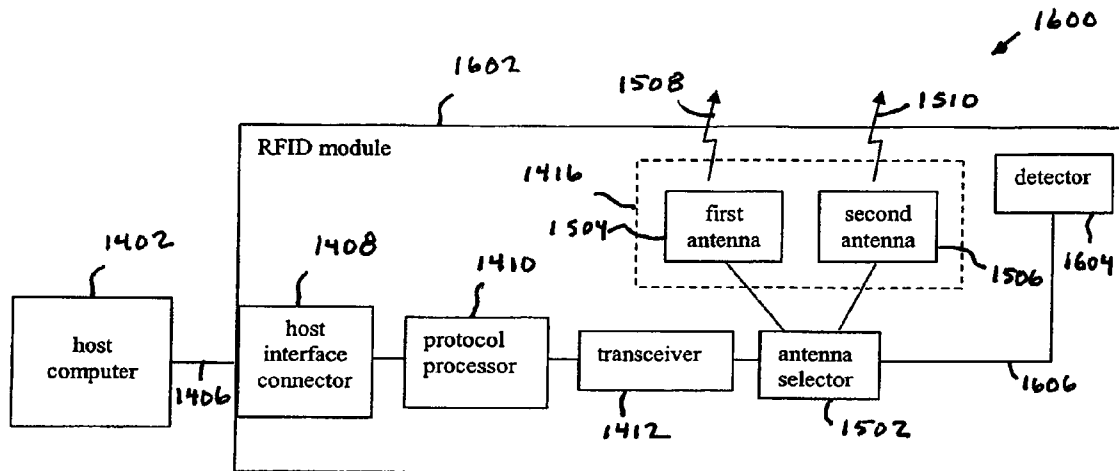 1600
1602
1508
1510
RFID module
1416
detector
first
antenna
second
antenna
1504
1506
1604
1402
1408
1410
host
computer
host
interface
connector
protocol
processor
transceiver
antenna
selector
1406
1412
1502
1606